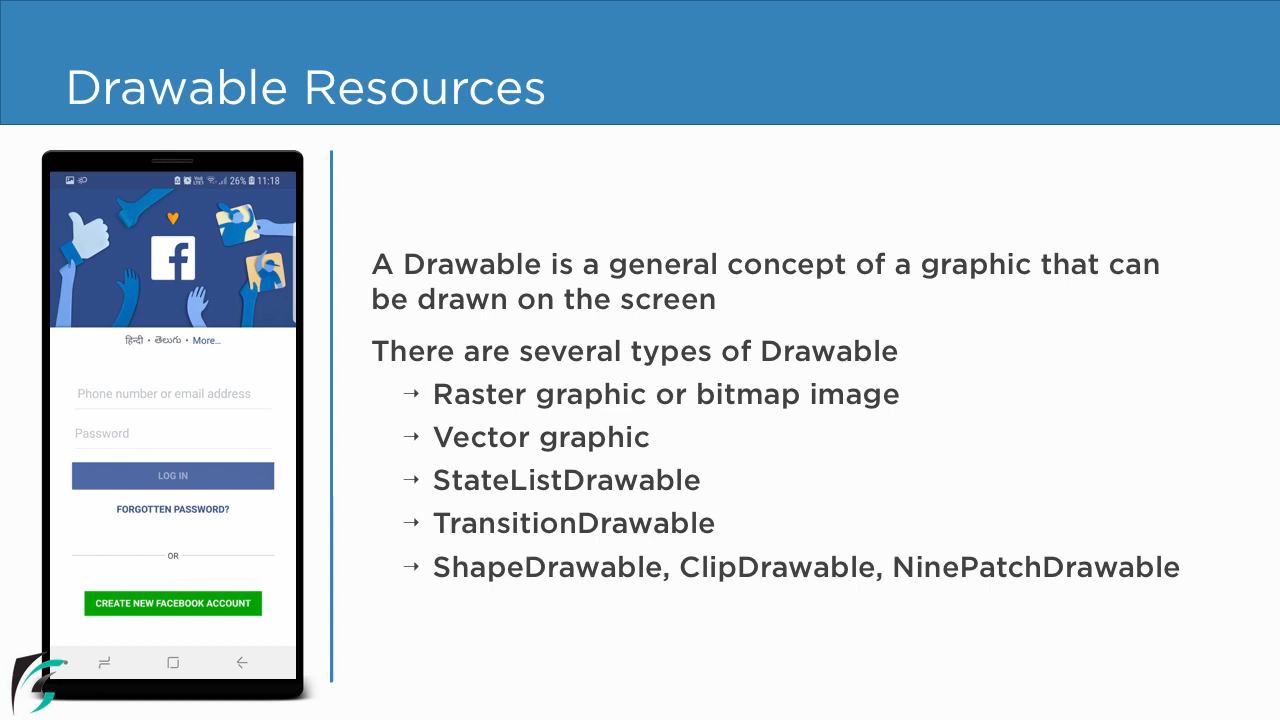 Drawable Resources
26% 11:18
हिन्दी • తెలుగు • More...
Phone number or email address
Password
LOG IN
FORGOTTEN PASSWORD?
OR
CREATE NEW FACEBOOK ACCOUNT
A Drawable is a general concept of a graphic that can
be drawn on the screen
There are several types of Drawable
→ Raster graphic or bitmap image
→ Vector graphic
→ StateListDrawable
→ TransitionDrawable
→ ShapeDrawable, ClipDrawable, NinePatchDrawable